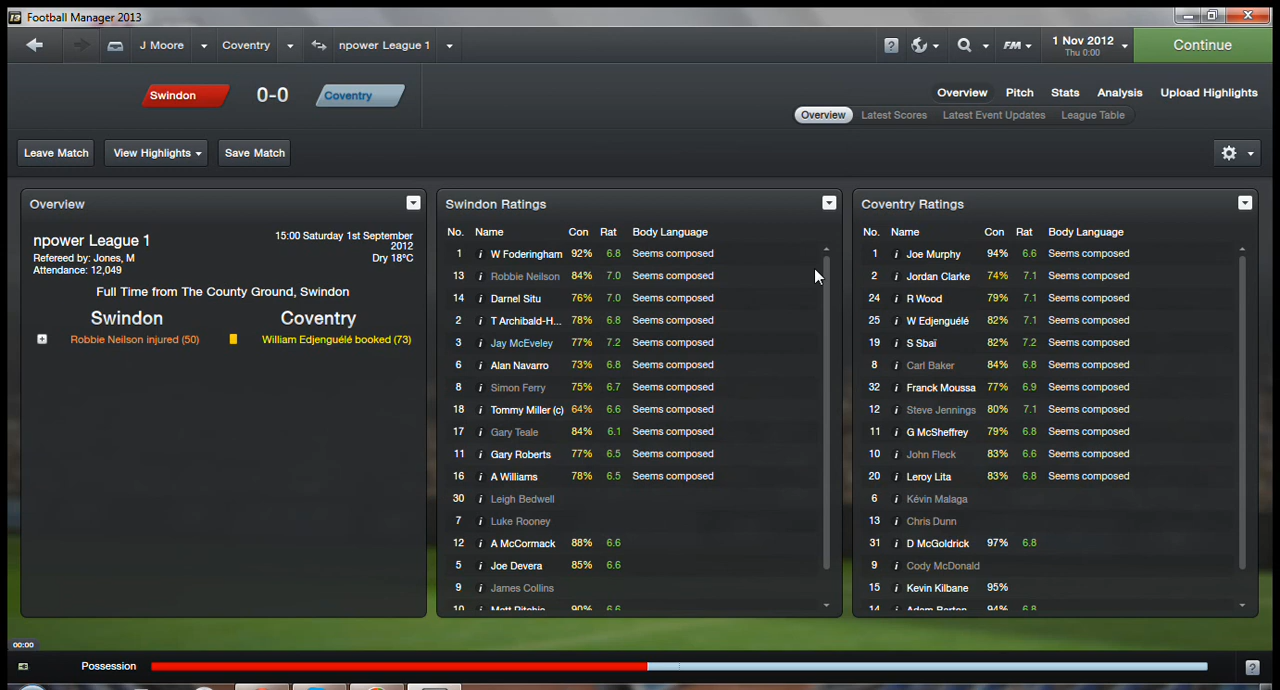 Football Manager 2013
J Moore Coventry npower League 1 ? FM 1 Nov 2012 Continue
Thu 0:00
Swindon 0-0 Coventry
Overview Pitch Stats Analysis Upload Highlights
Overview Latest Scores Latest Event Updates League Table
Leave Match View Highlights Save Match
Overview
npower League 1 15:00 Saturday 1st September
2012
Refereed by: Jones, M Dry 18°C
Attendance: 12,049
Full Time from The County Ground, Swindon
Swindon Coventry
Robbie Neilson injured (50) William Edjenguélé booked (73)
Swindon Ratings
No. Name Con Rat Body Language
1 i W Foderingham 92% 6.8 Seems composed
13 i Robbie Neilson 84% 7.0 Seems composed
14 i Darnel Situ 76% 7.0 Seems composed
2 i T Archibald-H... 78% 6.8 Seems composed
3 i Jay McEveley 77% 7.2 Seems composed
6 i Alan Navarro 73% 6.8 Seems composed
8 i Simon Ferry 75% 6.7 Seems composed
18 i Tommy Miller (c) 64% 6.6 Seems composed
17 i Gary Teale 84% 6.1 Seems composed
11 i Gary Roberts 77% 6.5 Seems composed
16 i A Williams 78% 6.5 Seems composed
30 i Leigh Bedwell
7 i Luke Rooney
12 i A McCormack 88% 6.6
5 i Joe Devera 85% 6.6
9 i James Collins
10 i Matt Ritchie 90% 6.6
Coventry Ratings
No. Name Con Rat Body Language
1 i Joe Murphy 94% 6.6 Seems composed
2 i Jordan Clarke 74% 7.1 Seems composed
24 i R Wood 79% 7.1 Seems composed
25 i W Edjenguélé 82% 7.1 Seems composed
19 i S Sbaï 82% 7.2 Seems composed
8 i Carl Baker 84% 6.8 Seems composed
32 i Franck Moussa 77% 6.9 Seems composed
12 i Steve Jennings 80% 7.1 Seems composed
11 i G McSheffrey 79% 6.8 Seems composed
10 i John Fleck 83% 6.6 Seems composed
20 i Leroy Lita 83% 6.8 Seems composed
6 i Kévin Malaga
13 i Chris Dunn
31 i D McGoldrick 97% 6.8
9 i Cody McDonald
15 i Kevin Kilbane 95%
14 i Adam Barton 94% 6.8
00:00
Possession ?